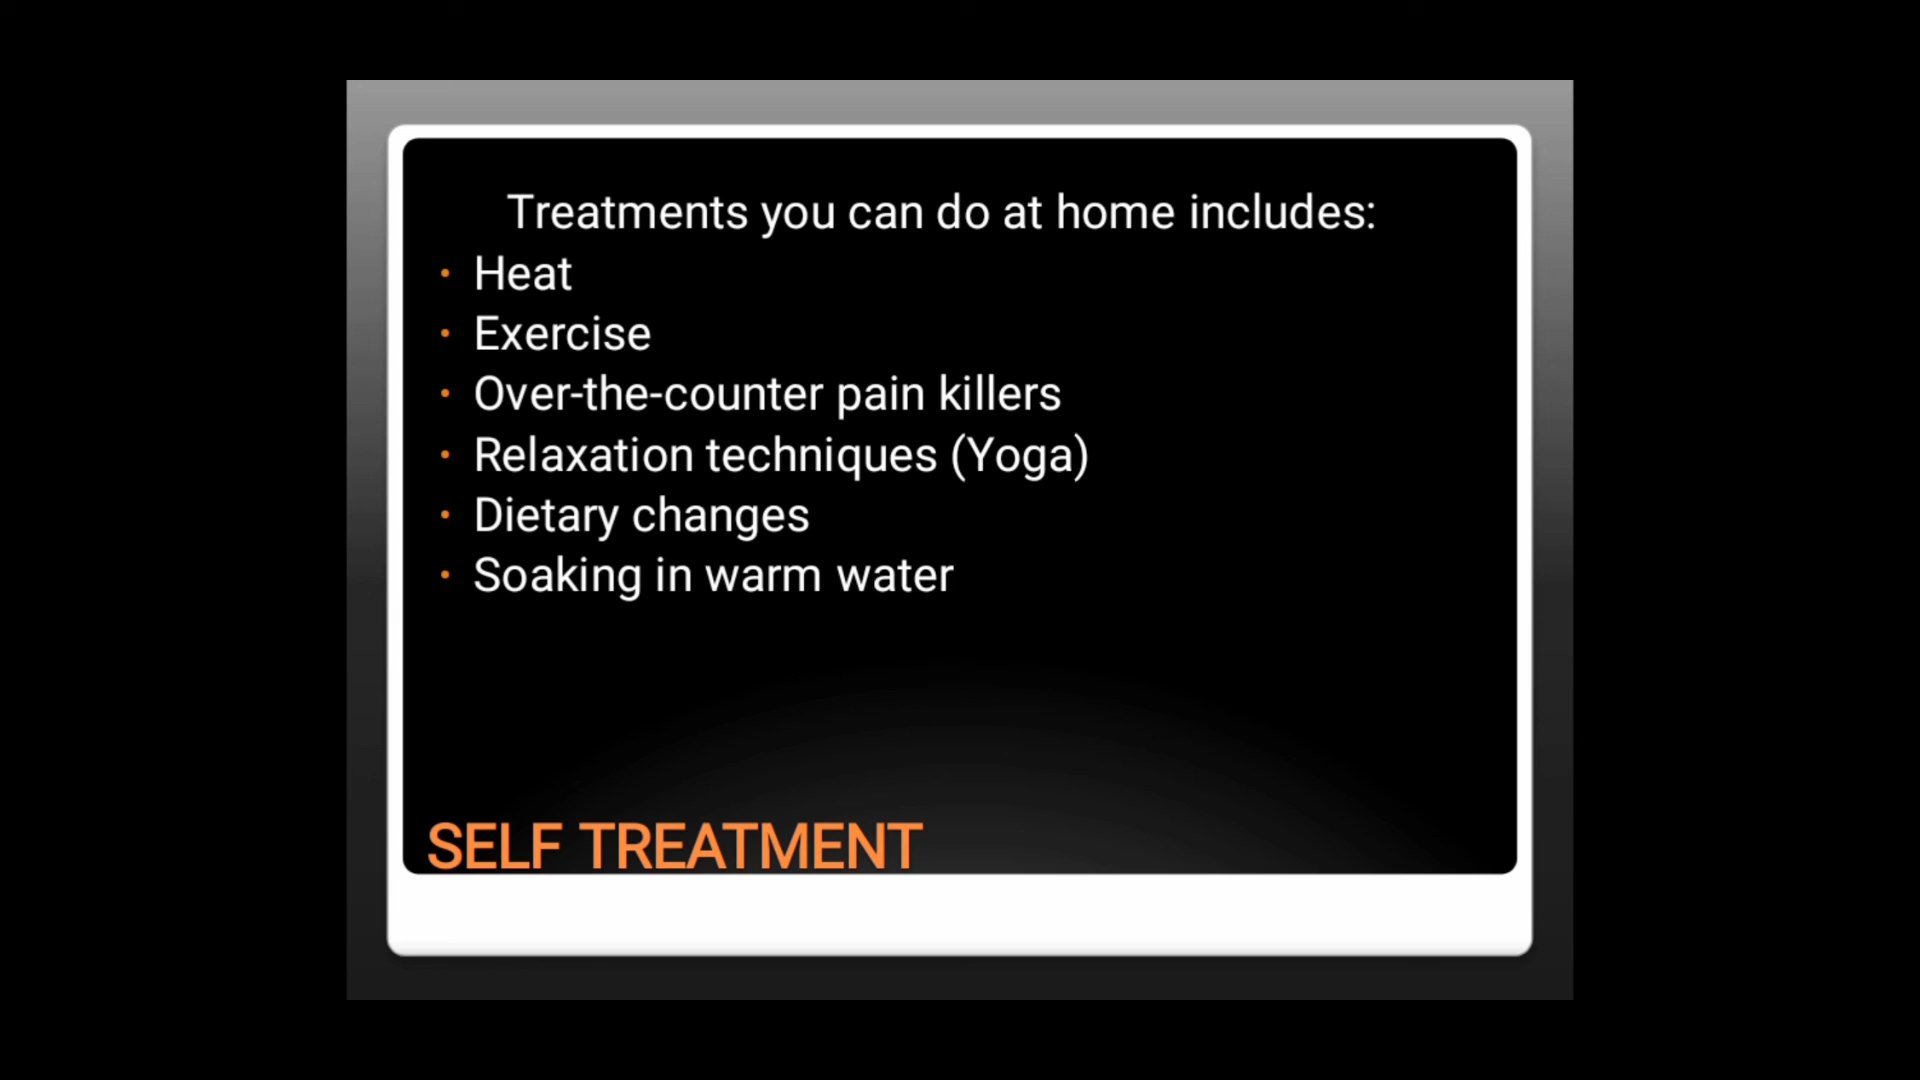 Treatments you can do at home includes:
• Heat
• Exercise
• Over-the-counter pain killers
• Relaxation techniques (Yoga)
• Dietary changes
• Soaking in warm water
SELF TREATMENT